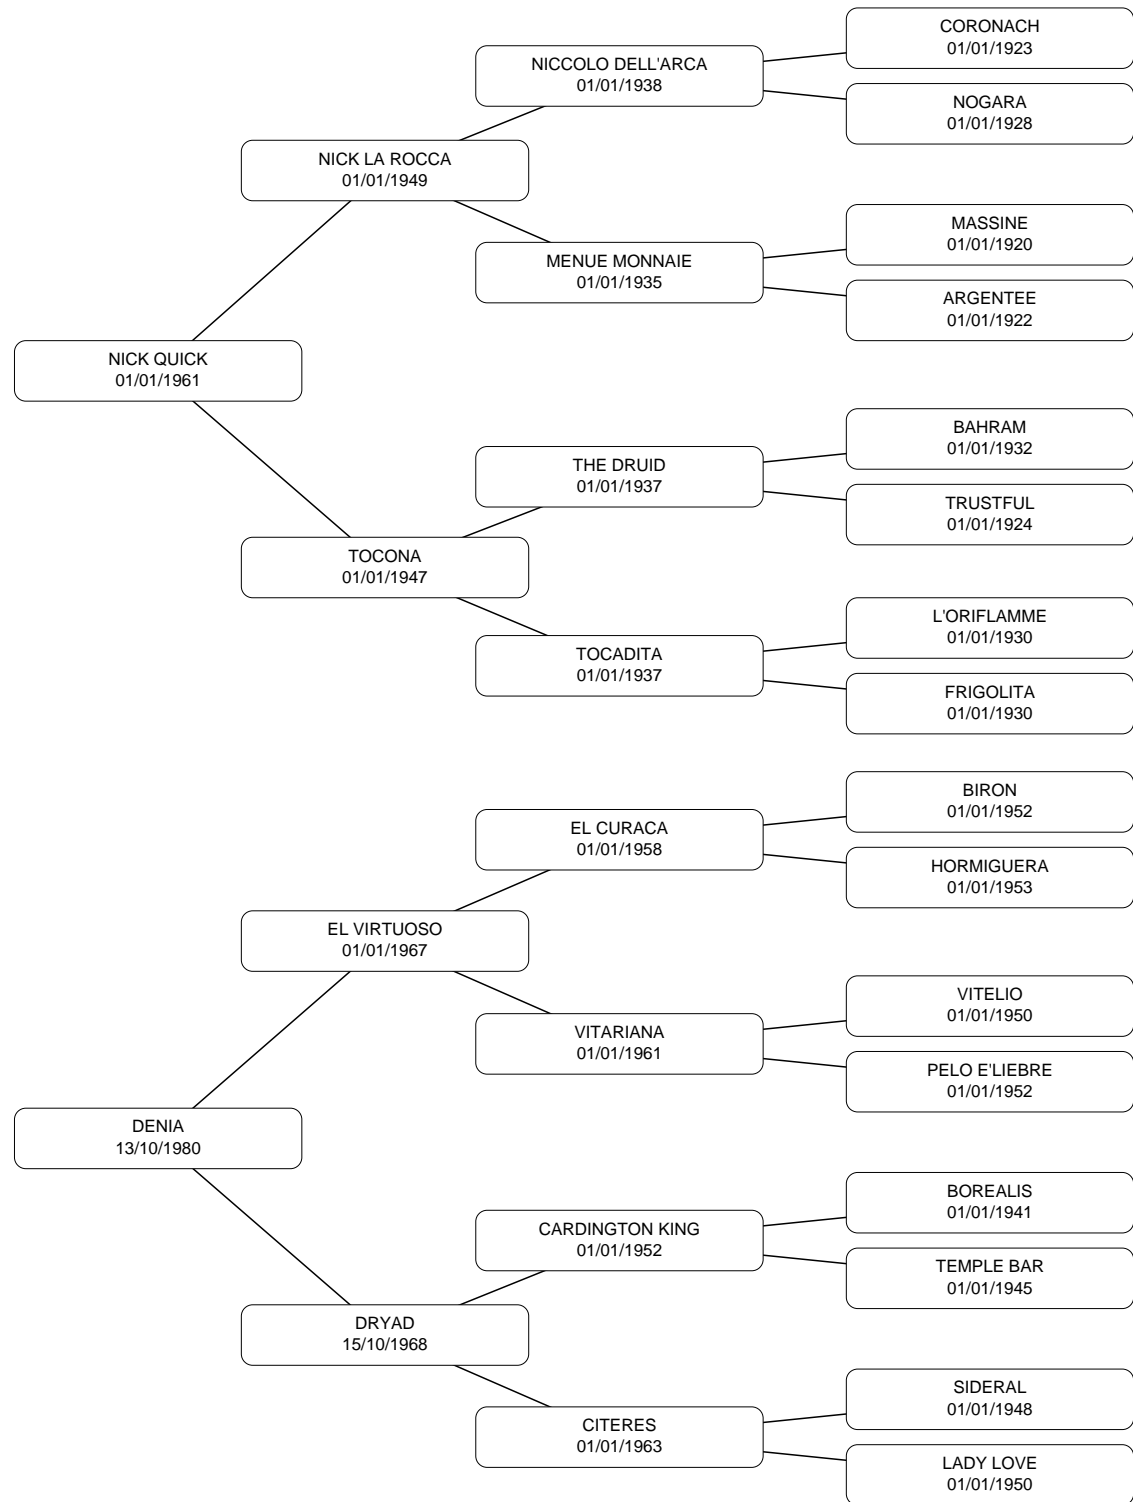 CORONACH
01/01/1923
NICCOLO DELL'ARCA
01/01/1938
NOGARA
01/01/1928
NICK LA ROCCA
01/01/1949
MASSINE
01/01/1920
MENUE MONNAIE
01/01/1935
ARGENTEE
01/01/1922
NICK QUICK
01/01/1961
BAHRAM
01/01/1932
THE DRUID
01/01/1937
TRUSTFUL
01/01/1924
TOCONA
01/01/1947
L'ORIFLAMME
01/01/1930
TOCADITA
01/01/1937
FRIGOLITA
01/01/1930
BIRON
01/01/1952
EL CURACA
01/01/1958
HORMIGUERA
01/01/1953
EL VIRTUOSO
01/01/1967
VITELIO
01/01/1950
VITARIANA
01/01/1961
PELO E'LIEBRE
01/01/1952
DENIA
13/10/1980
BOREALIS
01/01/1941
CARDINGTON KING
01/01/1952
TEMPLE BAR
01/01/1945
DRYAD
15/10/1968
SIDERAL
01/01/1948
CITERES
01/01/1963
LADY LOVE
01/01/1950